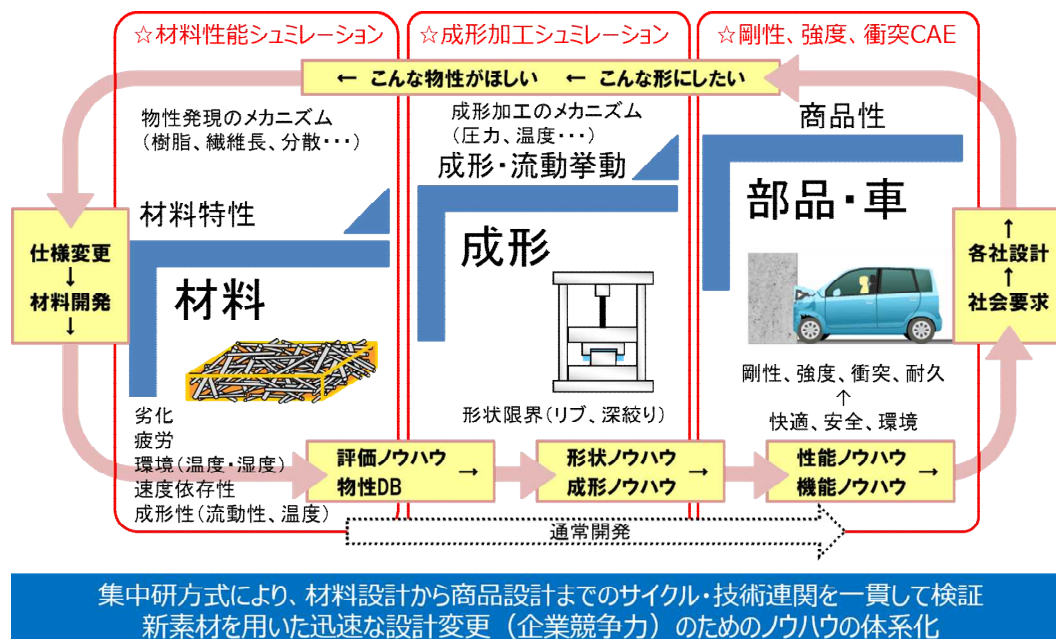 ☆材料性能シュミレーション
☆成形加工シュミレーション
☆剛性、強度、衝突CAE
← こんな物性がほしい ← こんな形にしたい
物性発現のメカニズム
(樹脂、繊維長、分散・・・)
材料特性
材料
劣化
疲労
環境(温度・湿度)
速度依存性
成形性(流動性、温度)
成形加工のメカニズム
(圧力、温度・・・)
成形・流動挙動
成形
形状限界(リブ、深絞り)
商品性
部品・車
剛性、強度、衝突、耐久
↑
快適、安全、環境
仕様変更
↓
材料開発
↓
↑
各社設計
↑
社会要求
評価ノウハウ →
物性DB
形状ノウハウ →
成形ノウハウ
性能ノウハウ →
機能ノウハウ
通常開発
集中研方式により、材料設計から商品設計までのサイクル・技術連関を一貫して検証
新素材を用いた迅速な設計変更（企業競争力）のためのノウハウの体系化